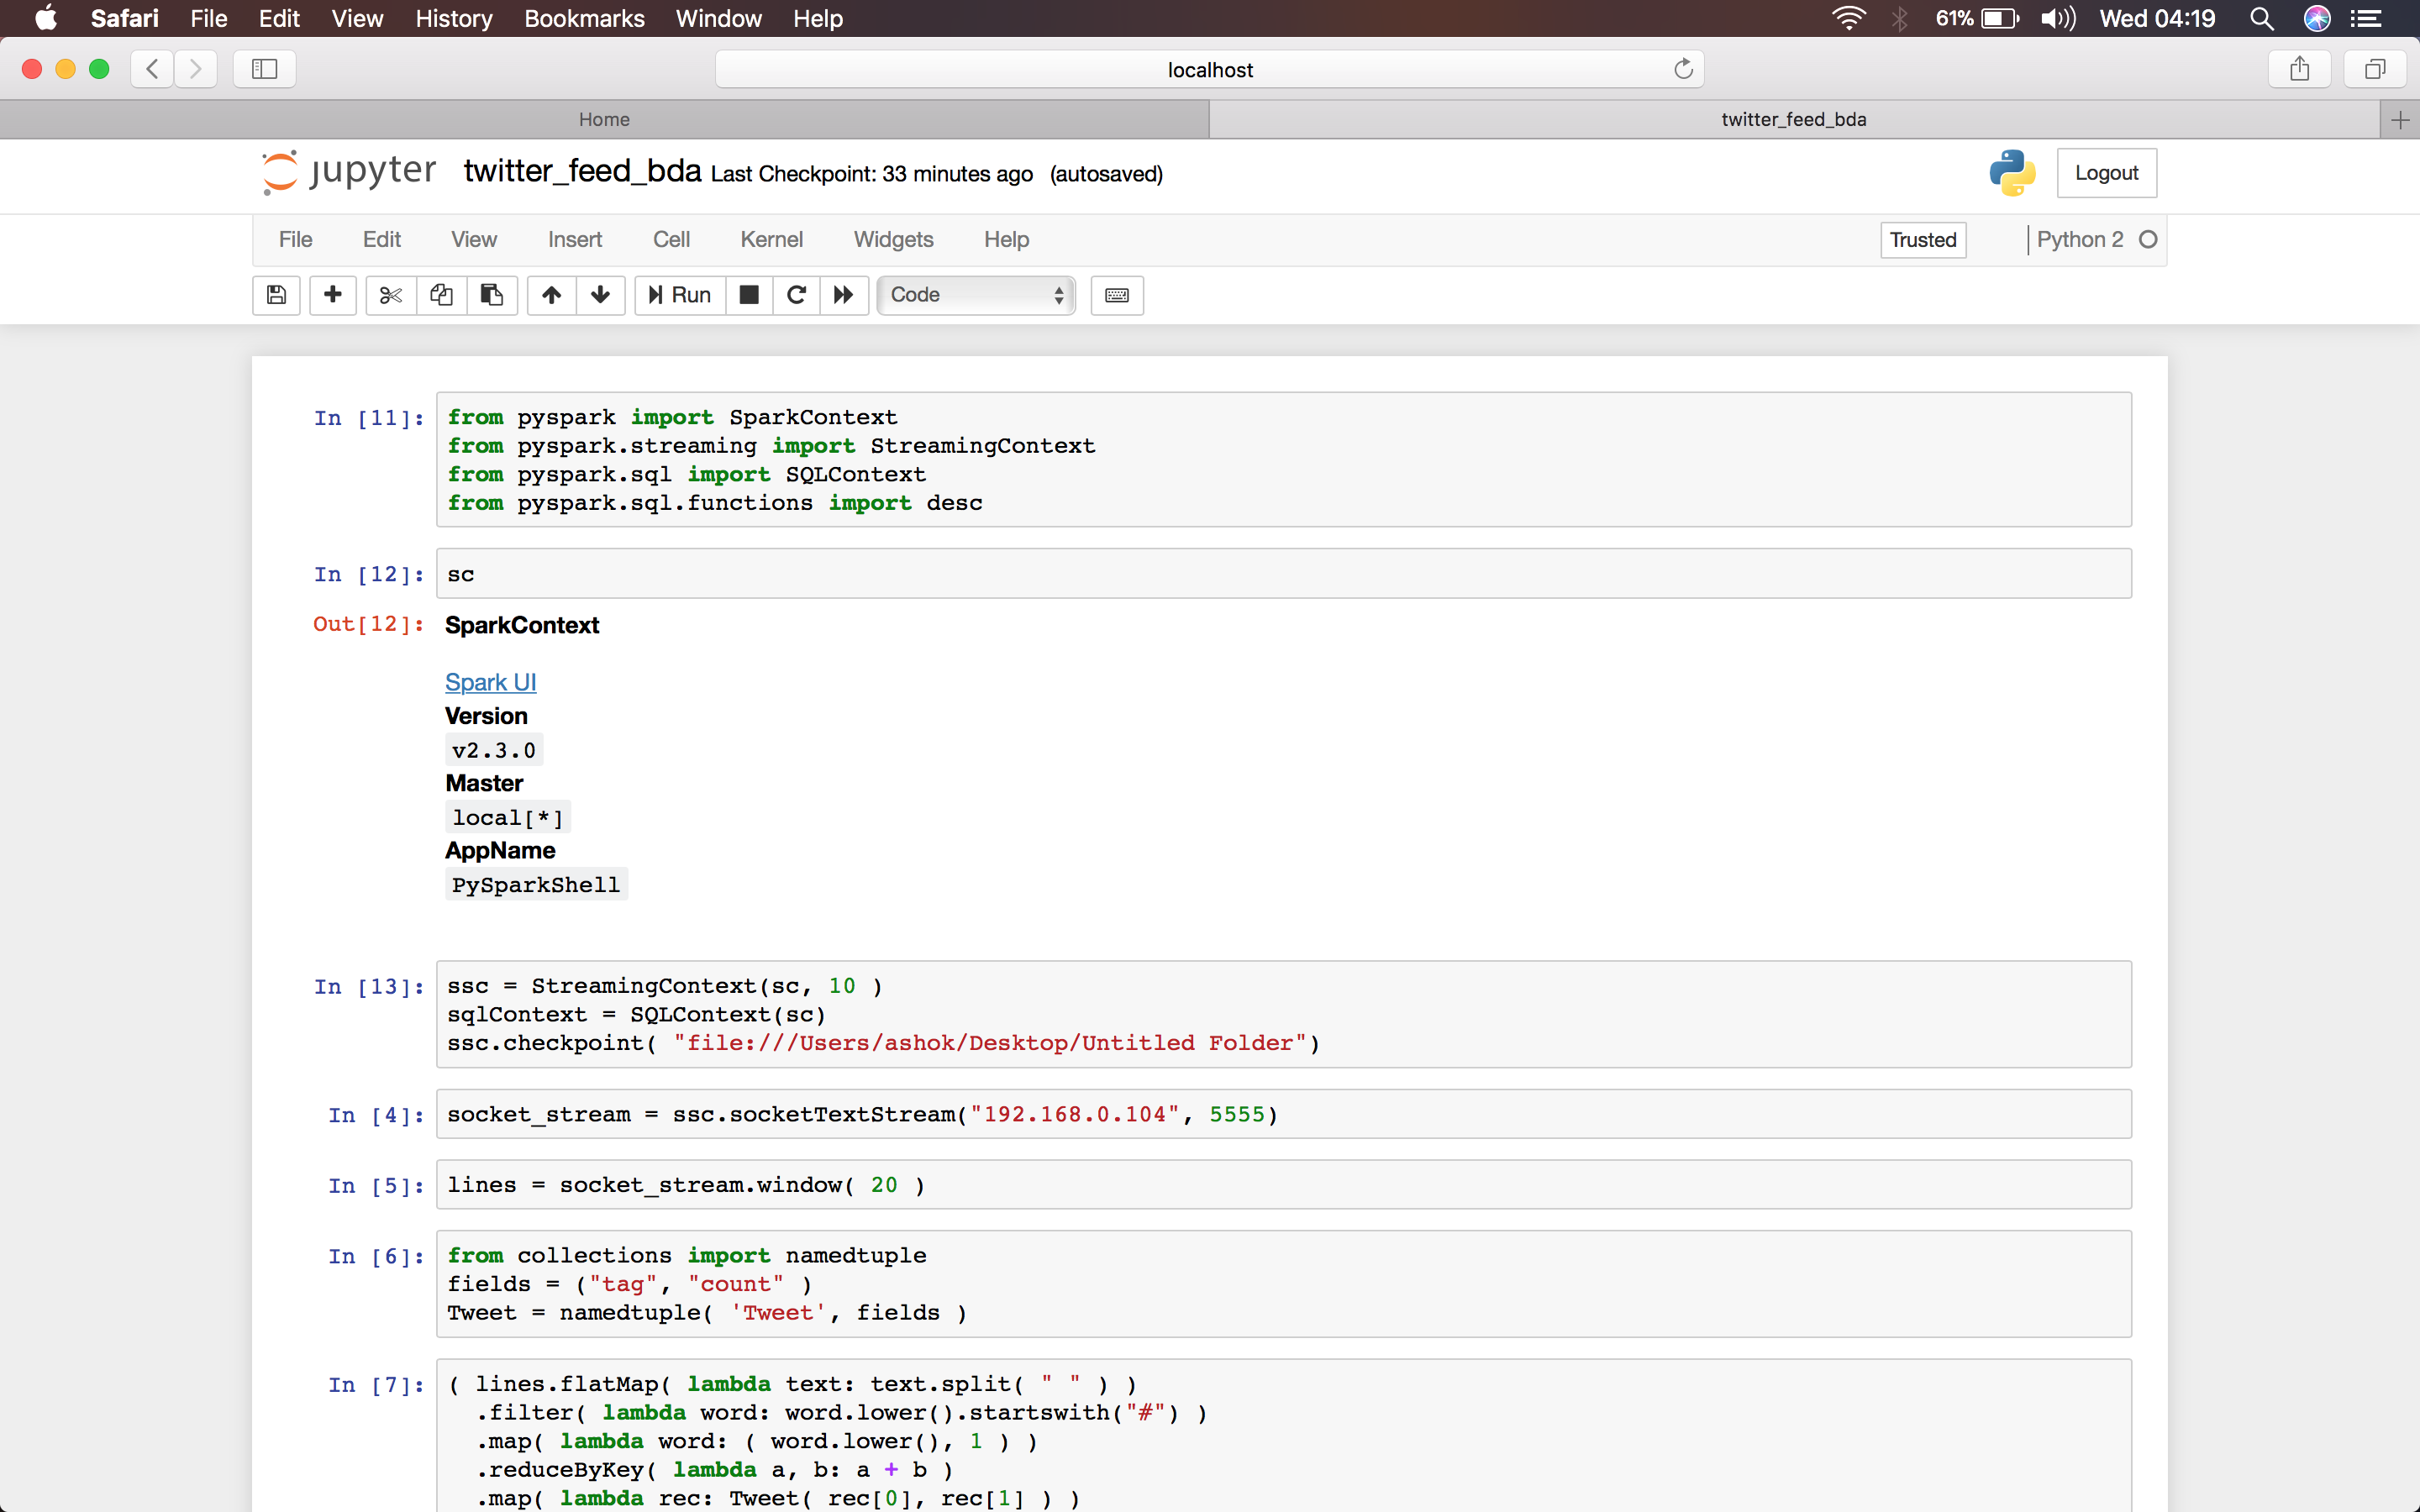 Safari File Edit View History Bookmarks Window Help 61% Wed 04:19
localhost
Home twitter_feed_bda
jupyter twitter_feed_bda Last Checkpoint: 33 minutes ago (autosaved) Logout
File Edit View Insert Cell Kernel Widgets Help Trusted Python 2
Run Code
In [11]: from pyspark import SparkContext
from pyspark.streaming import StreamingContext
from pyspark.sql import SQLContext
from pyspark.sql.functions import desc
In [12]: sc
Out[12]: SparkContext
Spark UI
Version
v2.3.0
Master
local[*]
AppName
PySparkShell
In [13]: ssc = StreamingContext(sc, 10 )
sqlContext = SQLContext(sc)
ssc.checkpoint( "file:///Users/ashok/Desktop/Untitled Folder")
In [4]: socket_stream = ssc.socketTextStream("192.168.0.104", 5555)
In [5]: lines = socket_stream.window( 20 )
In [6]: from collections import namedtuple
fields = ("tag", "count" )
Tweet = namedtuple( 'Tweet', fields )
In [7]: ( lines.flatMap( lambda text: text.split( " " ) )
.filter( lambda word: word.lower().startswith("#") )
.map( lambda word: ( word.lower(), 1 ) )
.reduceByKey( lambda a, b: a + b )
.map( lambda rec: Tweet( rec[0], rec[1] ) )